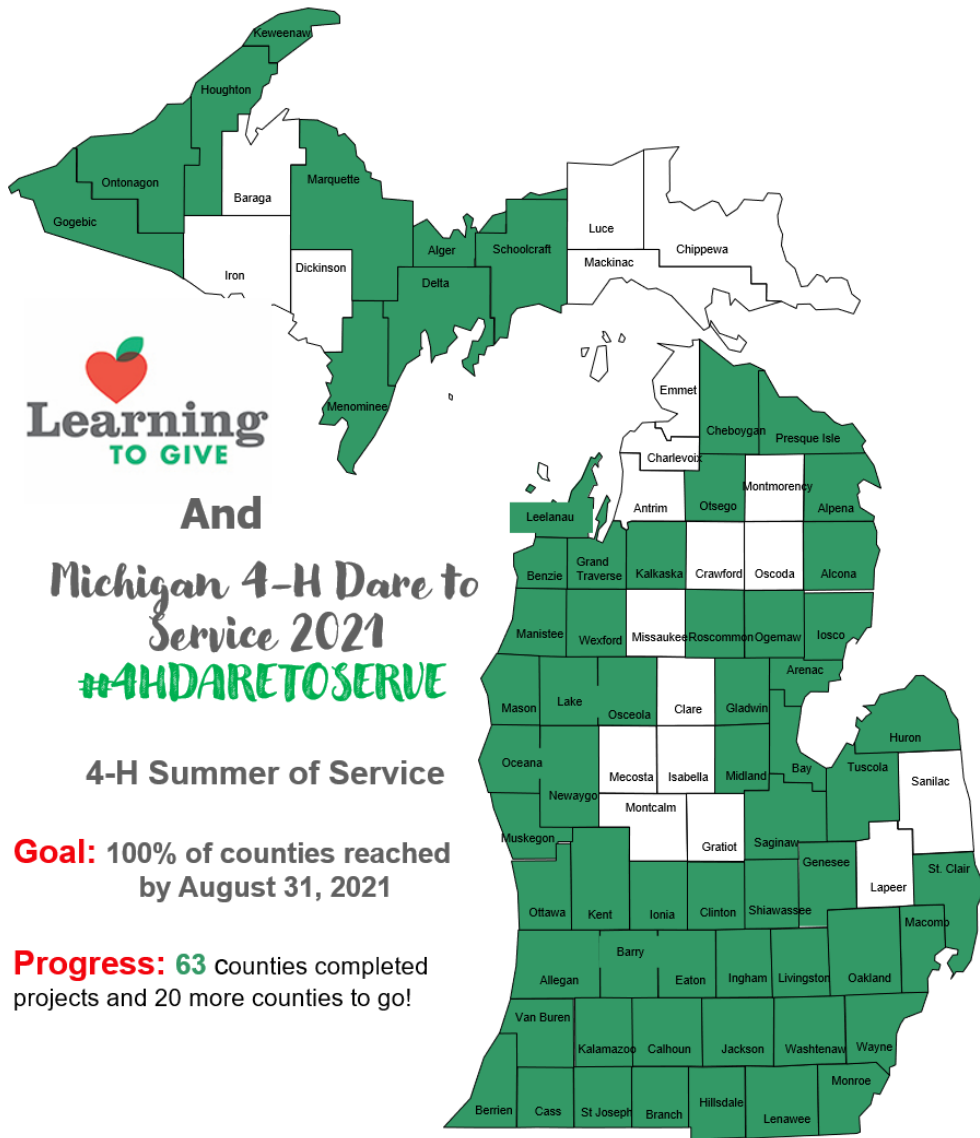 Keweenaw
Houghton
Ontonagon
Baraga
Marquette
Gogebic
Luce
Alger
Schoolcraft
Chippewa
Iron
Dickinson
Mackinac
Delta
Menominee
Learning
TO GIVE
And
Michigan 4-H Dare to
Service 2021
#4HDARETOSERVE
4-H Summer of Service
Goal: 100% of counties reached
by August 31, 2021
Progress: 63 Counties completed
projects and 20 more counties to go!
Emmet
Cheboygan
Presque Isle
Charlevoix
Montmorency
Antrim
Otsego
Alpena
Leelanau
Benzie
Grand
Traverse
Kalkaska
Crawford
Oscoda
Alcona
Manistee
Wexford
Missaukee
Roscommon
Ogemaw
Iosco
Arenac
Mason
Lake
Osceola
Clare
Gladwin
Huron
Oceana
Newaygo
Mecosta
Isabella
Midland
Bay
Tuscola
Sanilac
Montcalm
Muskegon
Gratiot
Saginaw
Genesee
Lapeer
St. Clair
Ottawa
Kent
Ionia
Clinton
Shiawassee
Macomb
Allegan
Barry
Eaton
Ingham
Livingston
Oakland
Van Buren
Kalamazoo
Calhoun
Jackson
Washtenaw
Wayne
Berrien
Cass
St Joseph
Branch
Hillsdale
Lenawee
Monroe